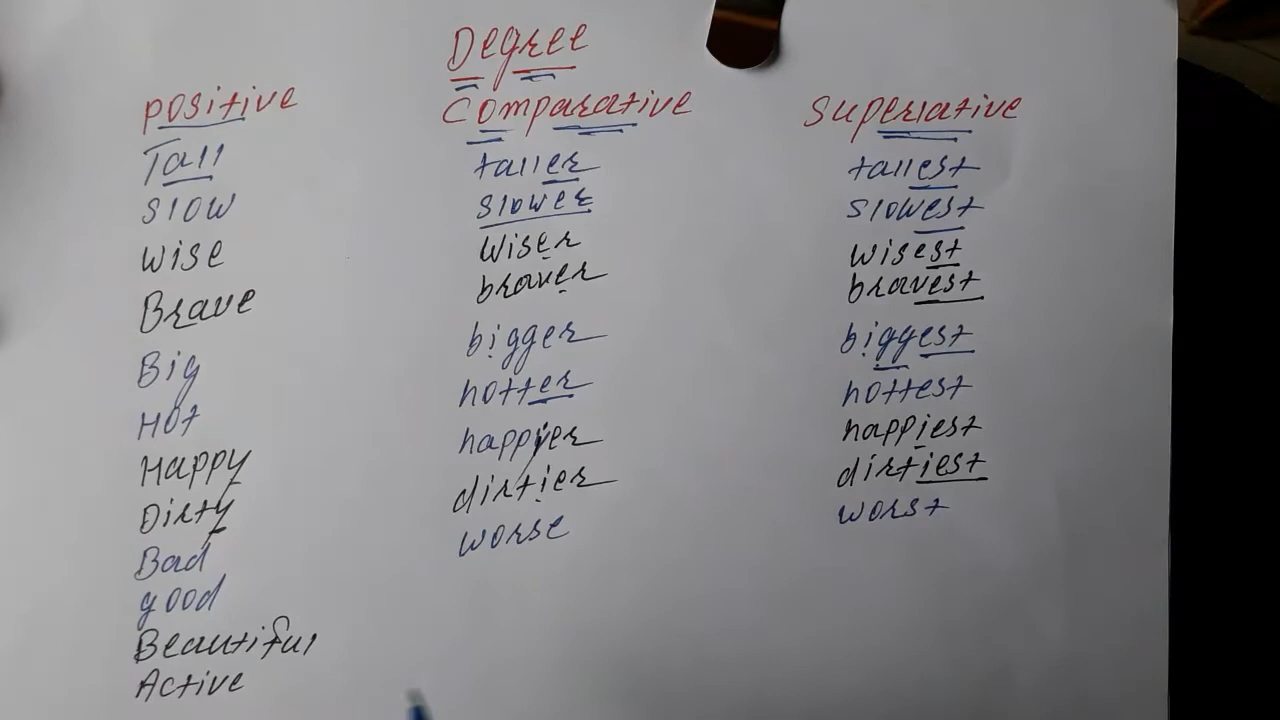 Degree
Positive Comparative Superlative
Tall taller tallest
Slow slower slowest
Wise Wiser wisest
Brave braver bravest
Big bigger biggest
Hot hotter hottest
Happy happier happiest
Dirty dirtier dirtiest
Bad worse worst
good
Beautiful
Active